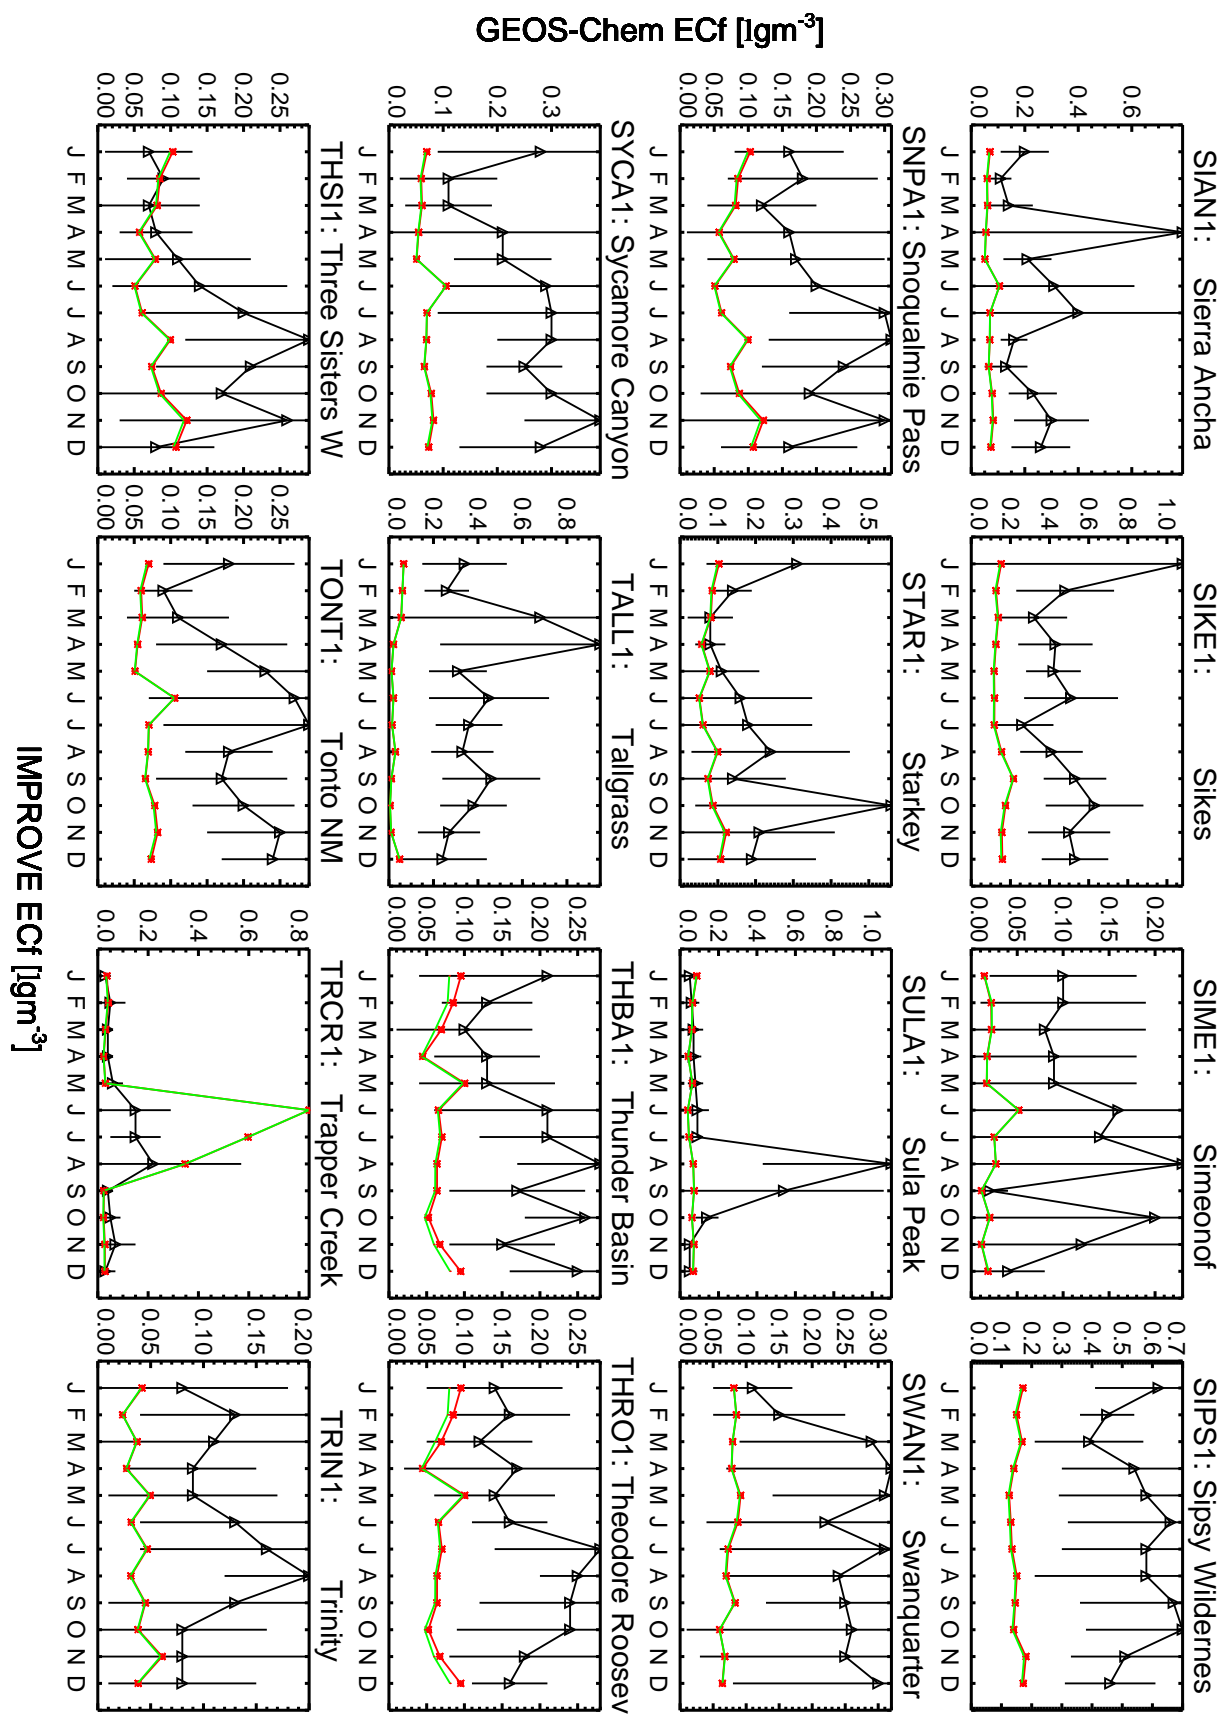 GEOS-Chem ECf [1gm-3]
SIAN1: Sierra Ancha
0.6
0.4
0.2
0.0
J F M A M J J A S O N D
SIKE1: Sikes
1.0
0.8
0.6
0.4
0.2
0.0
J F M A M J J A S O N D
SIME1: Simeonof
0.20
0.15
0.10
0.05
0.00
J F M A M J J A S O N D
SIPS1: Sipsy Wildernes
0.7
0.6
0.5
0.4
0.3
0.2
0.1
0.0
J F M A M J J A S O N D
SNPA1: Snoqualmie Pass
0.30
0.25
0.20
0.15
0.10
0.05
0.00
J F M A M J J A S O N D
STAR1: Starkey
0.5
0.4
0.3
0.2
0.1
0.0
J F M A M J J A S O N D
SULA1: Sula Peak
1.0
0.8
0.6
0.4
0.2
0.0
J F M A M J J A S O N D
SWAN1: Swanquarter
0.30
0.25
0.20
0.15
0.10
0.05
0.00
J F M A M J J A S O N D
SYCA1: Sycamore Canyon
0.3
0.2
0.1
0.0
J F M A M J J A S O N D
TALL1: Tallgrass
0.8
0.6
0.4
0.2
0.0
J F M A M J J A S O N D
THBA1: Thunder Basin
0.25
0.20
0.15
0.10
0.05
0.00
J F M A M J J A S O N D
THRO1: Theodore Roosev
0.25
0.20
0.15
0.10
0.05
0.00
J F M A M J J A S O N D
THSI1: Three Sisters W
0.25
0.20
0.15
0.10
0.05
0.00
J F M A M J J A S O N D
TONT1: Tonto NM
0.25
0.20
0.15
0.10
0.05
0.00
J F M A M J J A S O N D
TRCR1: Trapper Creek
0.8
0.6
0.4
0.2
0.0
J F M A M J J A S O N D
TRIN1: Trinity
0.20
0.15
0.10
0.05
0.00
J F M A M J J A S O N D
IMPROVE ECf [1gm-3]